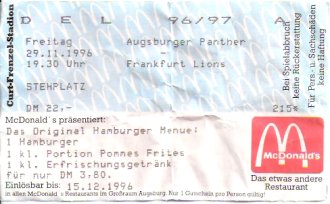 DEL 96/97 A
Curt-Frenzel-Stadion
Freitag Augsburger Panther
29.11.1996
19.30 Uhr Frankfurt Lions
STEHPLATZ
DM 22,- 215*
Bei Spielabbruch
keine Rückerstattung
Für Pers.- u. Sachschäden
keine Haftung
McDonald's präsentiert:
Das Original Hamburger Menue:
1 Hamburger
1 kl. Portion Pommes Frites
1 kl. Erfrischungsgetränk
für nur DM 3,80.
Einlösbar bis: 15.12.1996
in allen McDonald's Restaurants im Großraum Augsburg. Nur 1 Gutschein pro Person gültig!
McDonald's
Das etwas andere
Restaurant